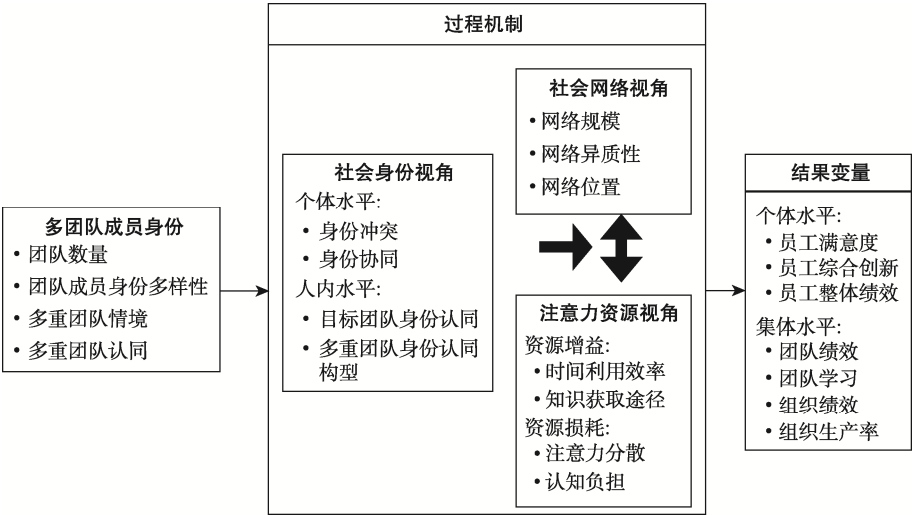 过程机制
多团队成员身份
• 团队数量
• 团队成员身份多样性
• 多重团队情境
• 多重团队认同
社会身份视角
个体水平:
• 身份冲突
• 身份协同
人内水平:
• 目标团队身份认同
• 多重团队身份认同
构型
社会网络视角
• 网络规模
• 网络异质性
• 网络位置
注意力资源视角
资源增益:
• 时间利用效率
• 知识获取途径
资源损耗:
• 注意力分散
• 认知负担
结果变量
个体水平:
• 员工满意度
• 员工综合创新
• 员工整体绩效
集体水平:
• 团队绩效
• 团队学习
• 组织绩效
• 组织生产率